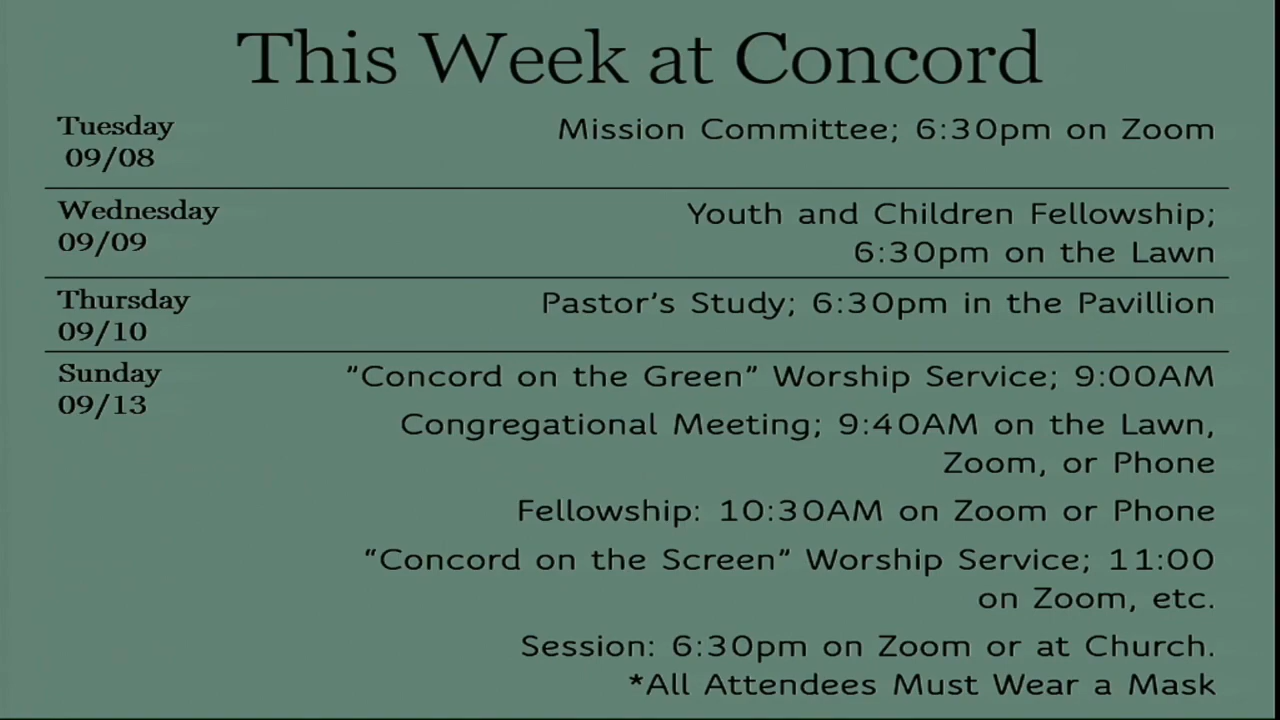 This Week at Concord
Tuesday
09/08
Mission Committee; 6:30pm on Zoom
Wednesday
09/09
Youth and Children Fellowship;
6:30pm on the Lawn
Thursday
09/10
Pastor’s Study; 6:30pm in the Pavillion
Sunday
09/13
”Concord on the Green” Worship Service; 9:00AM
Congregational Meeting; 9:40AM on the Lawn,
Zoom, or Phone
Fellowship: 10:30AM on Zoom or Phone
“Concord on the Screen” Worship Service; 11:00
on Zoom, etc.
Session: 6:30pm on Zoom or at Church.
*All Attendees Must Wear a Mask